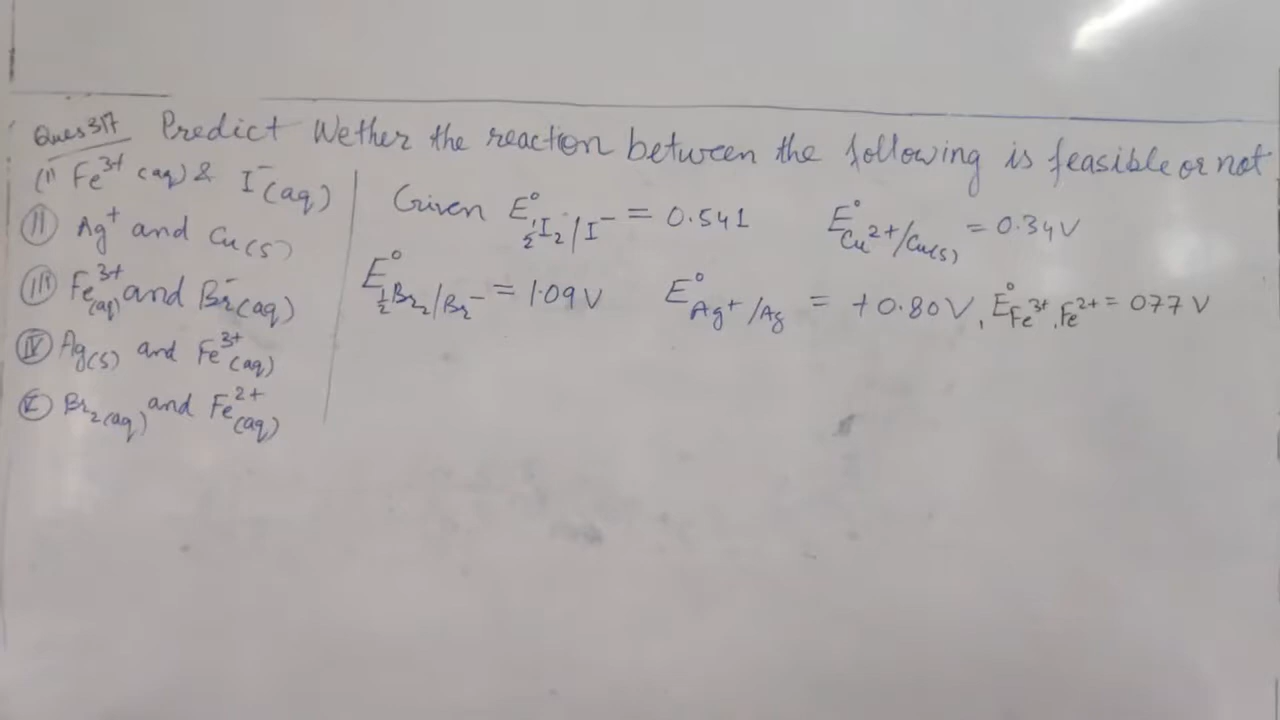 Ques 317 Predict Wether the reaction between the following is feasible or not
(I) Fe³⁺(aq) & I⁻(aq)
(II) Ag⁺ and Cu(s)
(III) Fe³⁺(aq) and Br⁻(aq)
(IV) Ag(s) and Fe³⁺(aq)
(V) Br₂(aq) and Fe²⁺(aq)
Given E°½I₂/I⁻ = 0.541 E°Cu²⁺/Cu(s) = 0.34V
E°½Br₂/Br⁻ = 1.09V E°Ag⁺/Ag = +0.80V, E°Fe³⁺,Fe²⁺ = 077 V